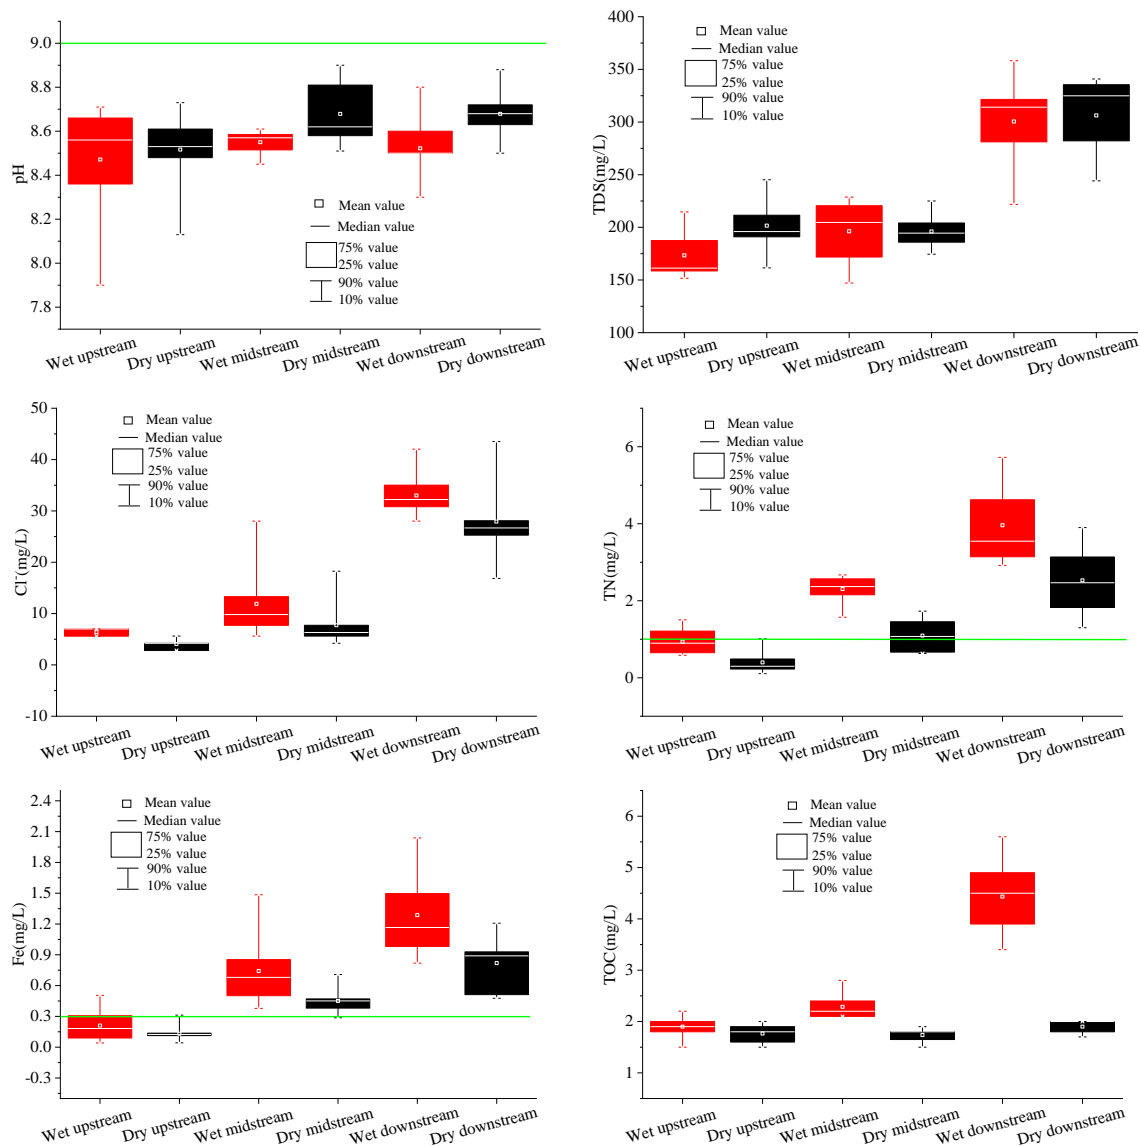 9.0
8.8
8.6
8.4
8.2
8.0
7.8
pH
Mean value
Median value
75% value
25% value
90% value
10% value
Wet upstream
Dry upstream
Wet midstream
Dry midstream
Wet downstream
Dry downstream
400
350
300
250
200
150
100
TDS(mg/L)
Mean value
Median value
75% value
25% value
90% value
10% value
Wet upstream
Dry upstream
Wet midstream
Dry midstream
Wet downstream
Dry downstream
50
40
30
20
10
0
-10
Cl⁻(mg/L)
Mean value
Median value
75% value
25% value
90% value
10% value
Wet upstream
Dry upstream
Wet midstream
Dry midstream
Wet downstream
Dry downstream
6
4
2
0
TN(mg/L)
Mean value
Median value
75% value
25% value
90% value
10% value
Wet upstream
Dry upstream
Wet midstream
Dry midstream
Wet downstream
Dry downstream
2.4
2.1
1.8
1.5
1.2
0.9
0.6
0.3
0.0
-0.3
Fe(mg/L)
Mean value
Median value
75% value
25% value
90% value
10% value
Wet upstream
Dry upstream
Wet midstream
Dry midstream
Wet downstream
Dry downstream
6
5
4
3
2
1
TOC(mg/L)
Mean value
Median value
75% value
25% value
90% value
10% value
Wet upstream
Dry upstream
Wet midstream
Dry midstream
Wet downstream
Dry downstream